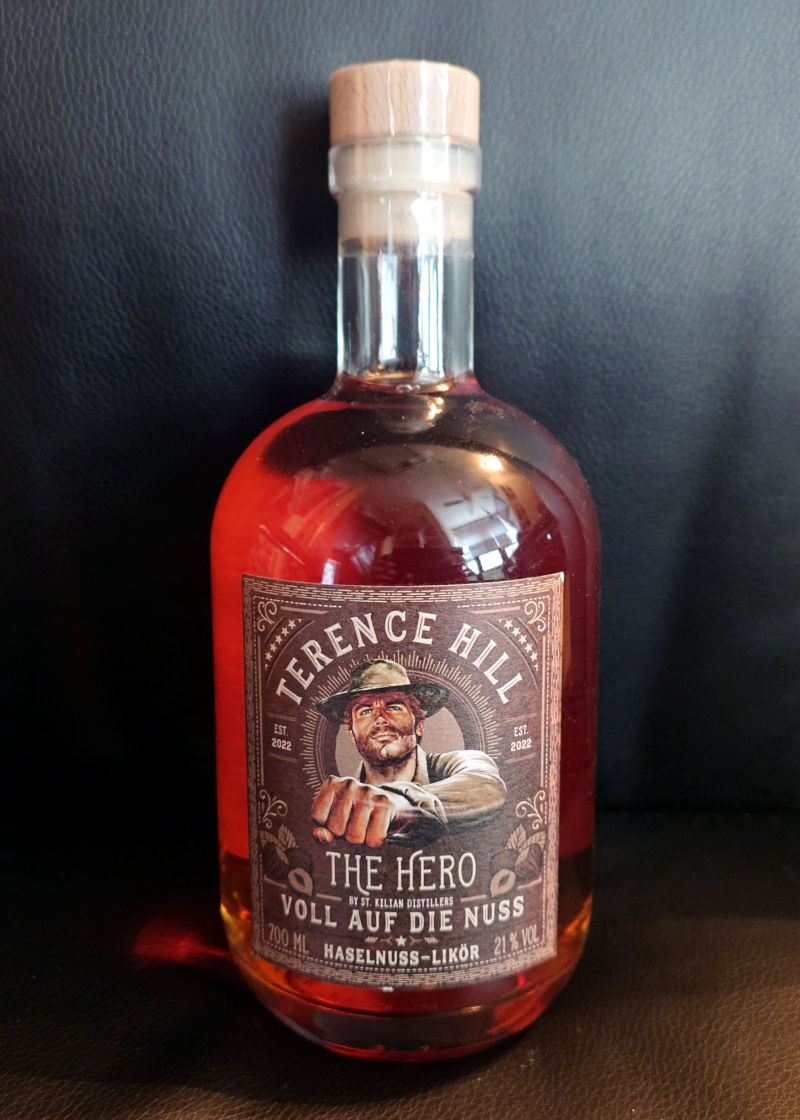 TERENCE HILL
EST.
2022
EST.
2022
THE HERO
BY ST. KILIAN DISTILLERS
VOLL AUF DIE NUSS
700 ML
21 % VOL
HASELNUSS-LIKÖR